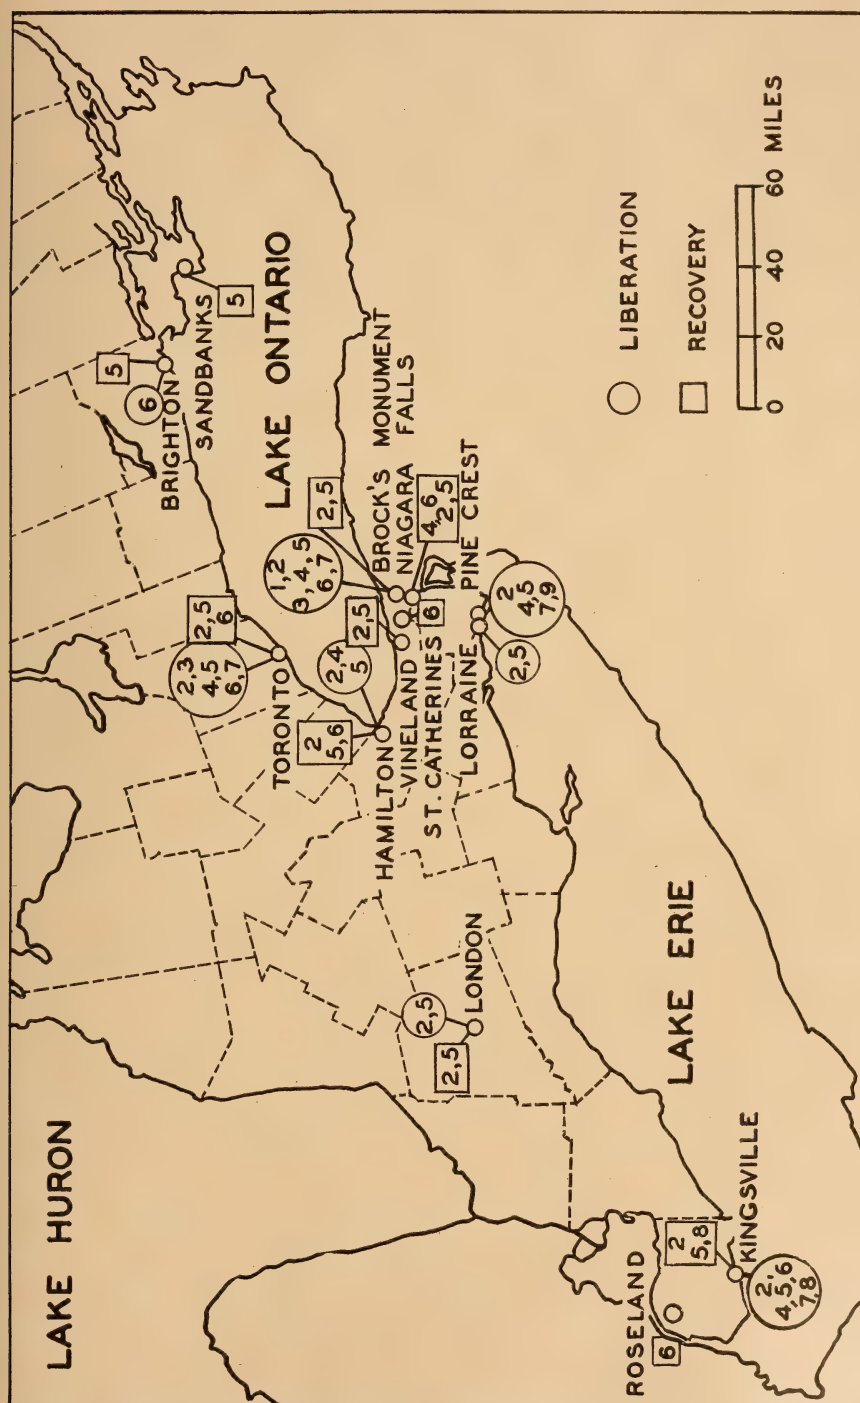 LAKE HURON
LAKE ONTARIO
LAKE ERIE
5
6
BRIGHTON
5
SANDBANKS
2,5
6
2,3
4,5
6,7
TORONTO
2,4
5
2
5,6
HAMILTON
2,5
VINELAND
6
ST. CATHERINES
1,2
3,4,5
6,7
2,5
BROCK'S MONUMENT
NIAGARA FALLS
4,6
2,5
PINE CREST
2
4,5
7,9
LORRAINE
2,5
2,5
2,5
LONDON
ROSELAND
6
2
5,8
KINGSVILLE
2,
4,5,6
7,8
LIBERATION
RECOVERY
0 20 40 60 MILES